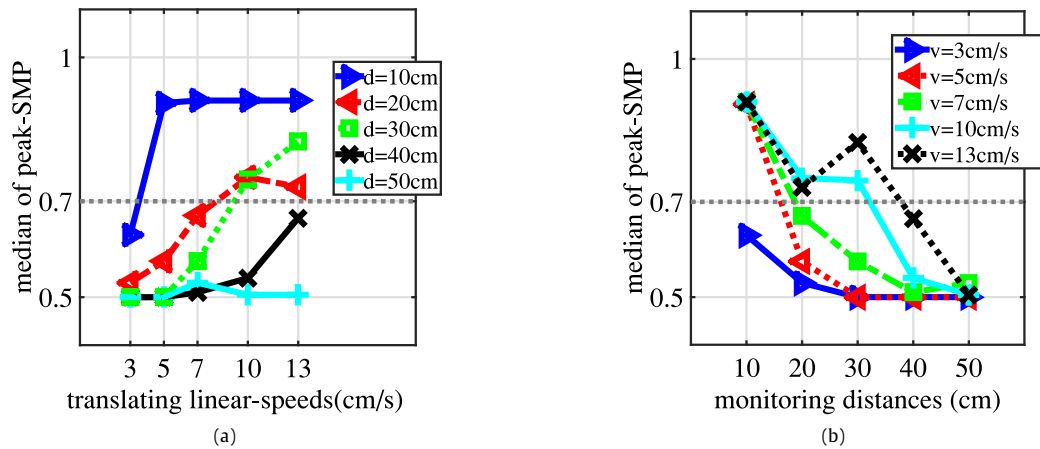 median of peak-SMP
1
0.7
0.5
d=10cm
d=20cm
d=30cm
d=40cm
d=50cm
3 5 7 10 13
translating linear-speeds(cm/s)
(a)
median of peak-SMP
1
0.7
0.5
v=3cm/s
v=5cm/s
v=7cm/s
v=10cm/s
v=13cm/s
10 20 30 40 50
monitoring distances (cm)
(b)